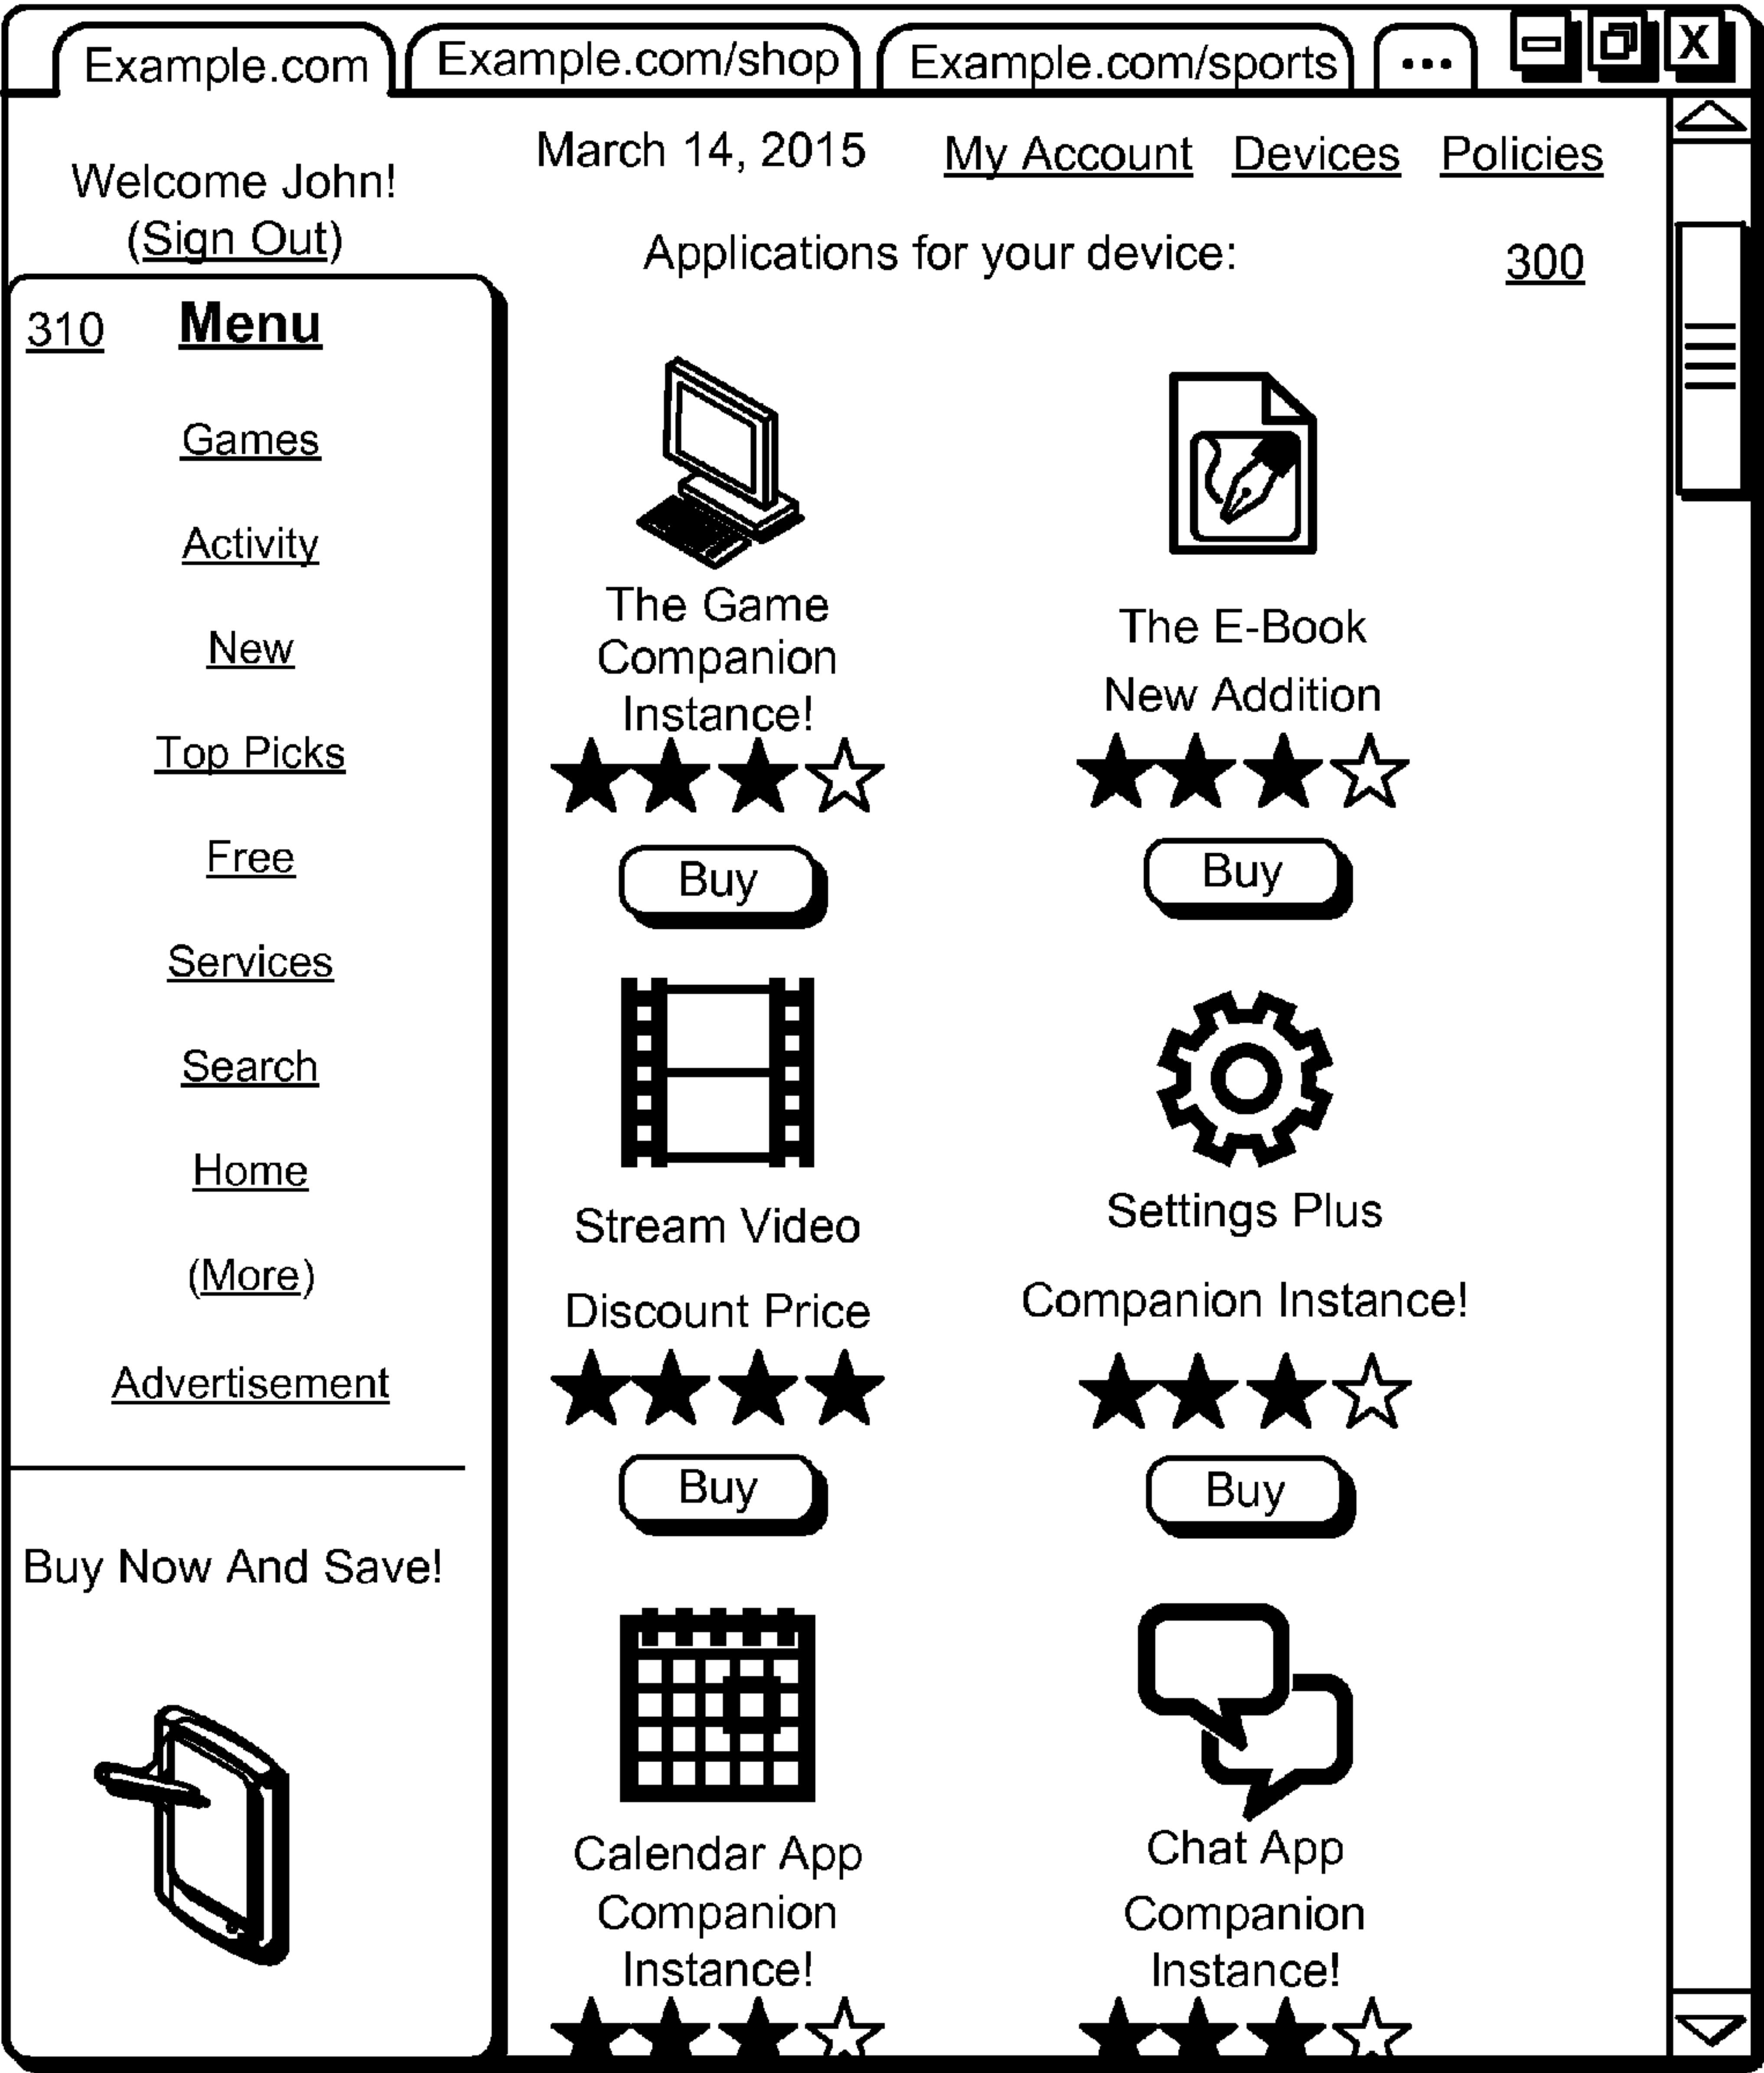 Example.com
Example.com/shop
Example.com/sports
...
X
Welcome John!
(Sign Out)
March 14, 2015
My Account
Devices
Policies
Applications for your device:
300
310
Menu
Games
Activity
New
Top Picks
Free
Services
Search
Home
(More)
Advertisement
Buy Now And Save!
The Game
Companion
Instance!
Buy
The E-Book
New Addition
Buy
Stream Video
Discount Price
Buy
Settings Plus
Companion Instance!
Buy
Calendar App
Companion
Instance!
Chat App
Companion
Instance!